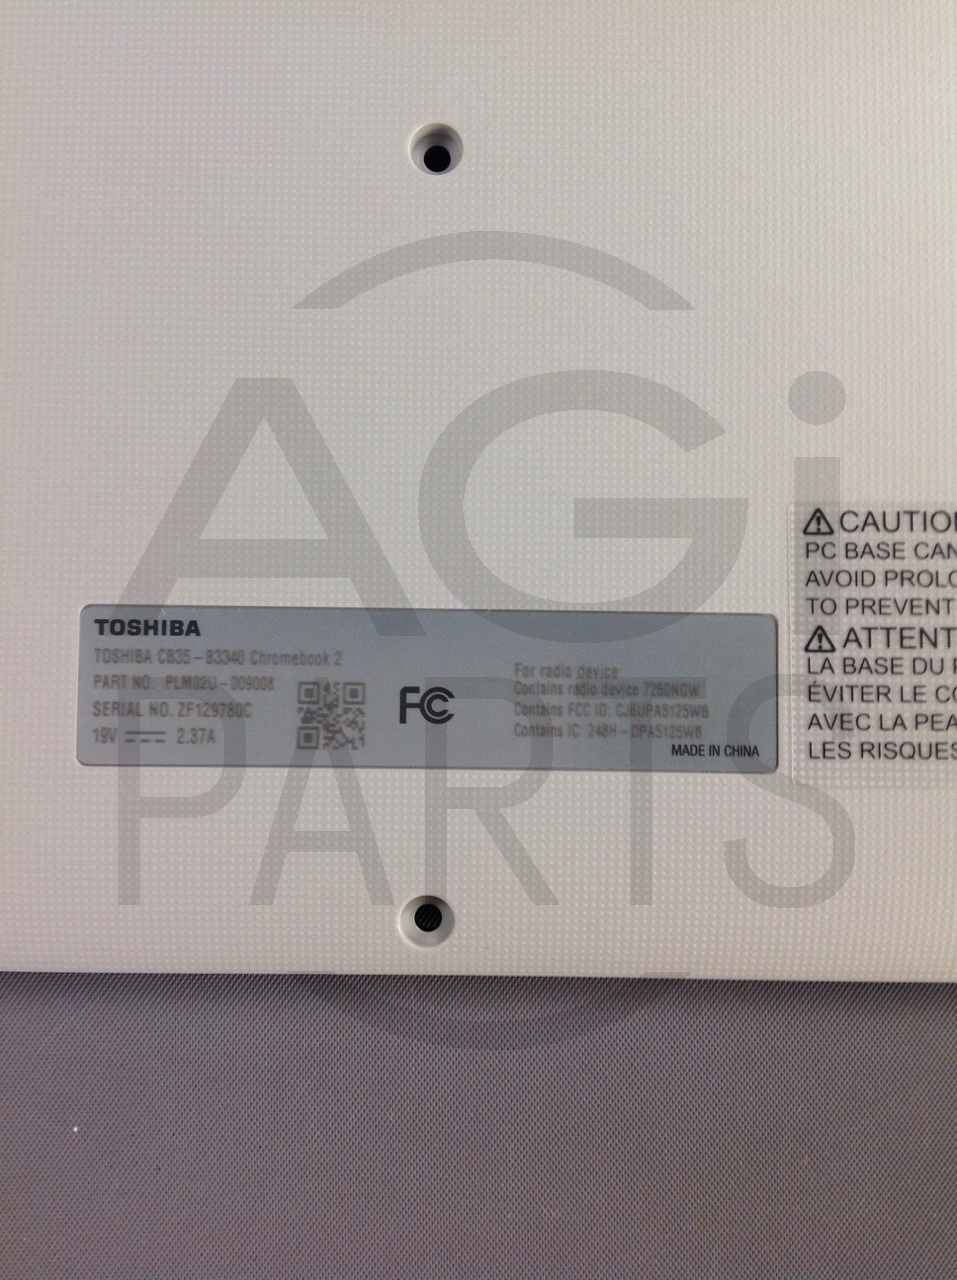 AGi
PARTS
TOSHIBA
TOSHIBA CB35-B3340 Chromebook 2
PART NO. PLM02U-009008
SERIAL NO. ZF129780C
19V 2.37A
FC
For radio device
Contains radio device 7260NGW
Contains FCC ID: CJ6UPA5125WB
Contains IC: 248H-DPA5125WB
MADE IN CHINA
CAUTIO
PC BASE CAN
AVOID PROLO
TO PREVENT
ATTENT
LA BASE DU
ÉVITER LE CO
AVEC LA PEA
LES RISQUES